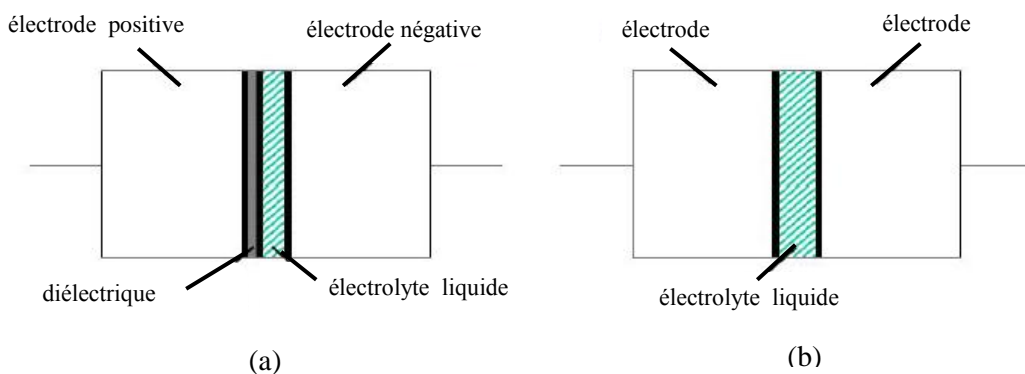 électrode positive
électrode négative
diélectrique
électrolyte liquide
(a)
électrode
électrode
électrolyte liquide
(b)